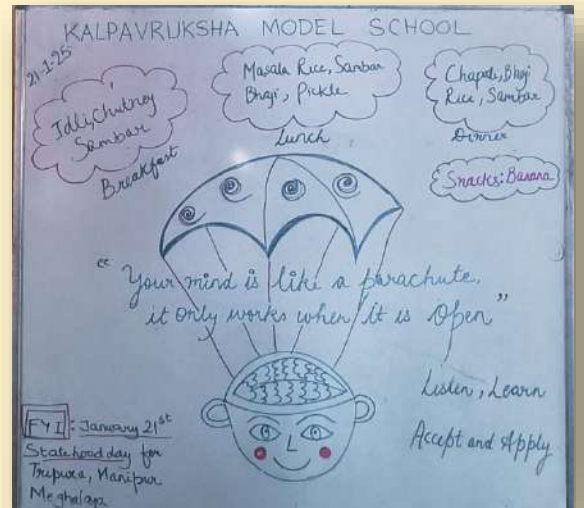 KALPAVRUKSHA MODEL SCHOOL
21-1-25
Idli, Chutney
Sambar
Breakfast
Masala Rice, Sambar
Bhaji, Pickle
Lunch
Chapati, Bhaji
Rice, Sambar
Dinner
Snacks: Banana
"Your mind is like a parachute,
it only works when it is Open"
Listen, Learn
Accept and Apply
FYI: January 21st
Statehood day for
Tripura, Manipur
Meghalaya